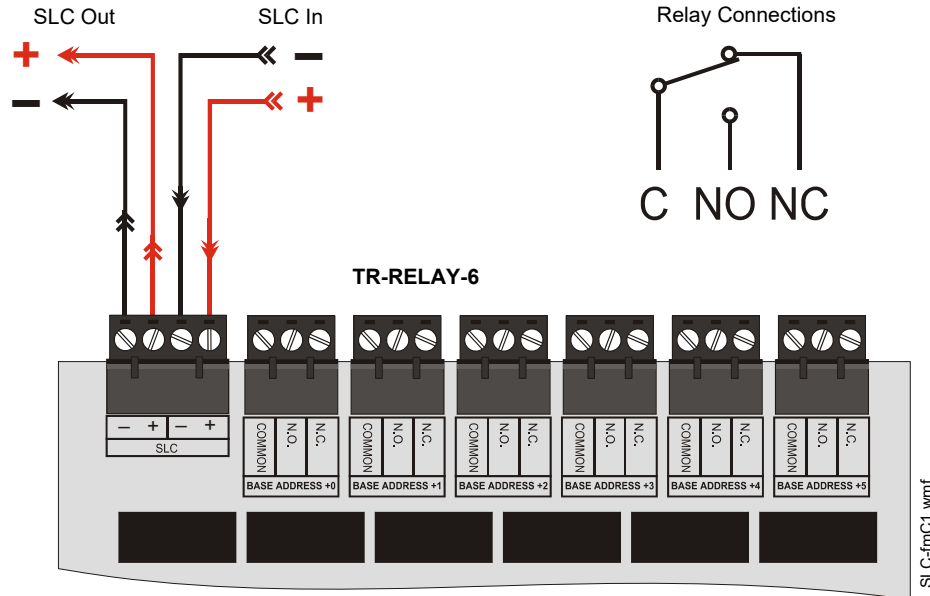 SLC Out
SLC In
Relay Connections
+
–
–
+
C NO NC
TR-RELAY-6
– + – +
SLC
COMMON N.O. N.C.
BASE ADDRESS +0
COMMON N.O. N.C.
BASE ADDRESS +1
COMMON N.O. N.C.
BASE ADDRESS +2
COMMON N.O. N.C.
BASE ADDRESS +3
COMMON N.O. N.C.
BASE ADDRESS +4
COMMON N.O. N.C.
BASE ADDRESS +5
SLC-fmC1.wmf